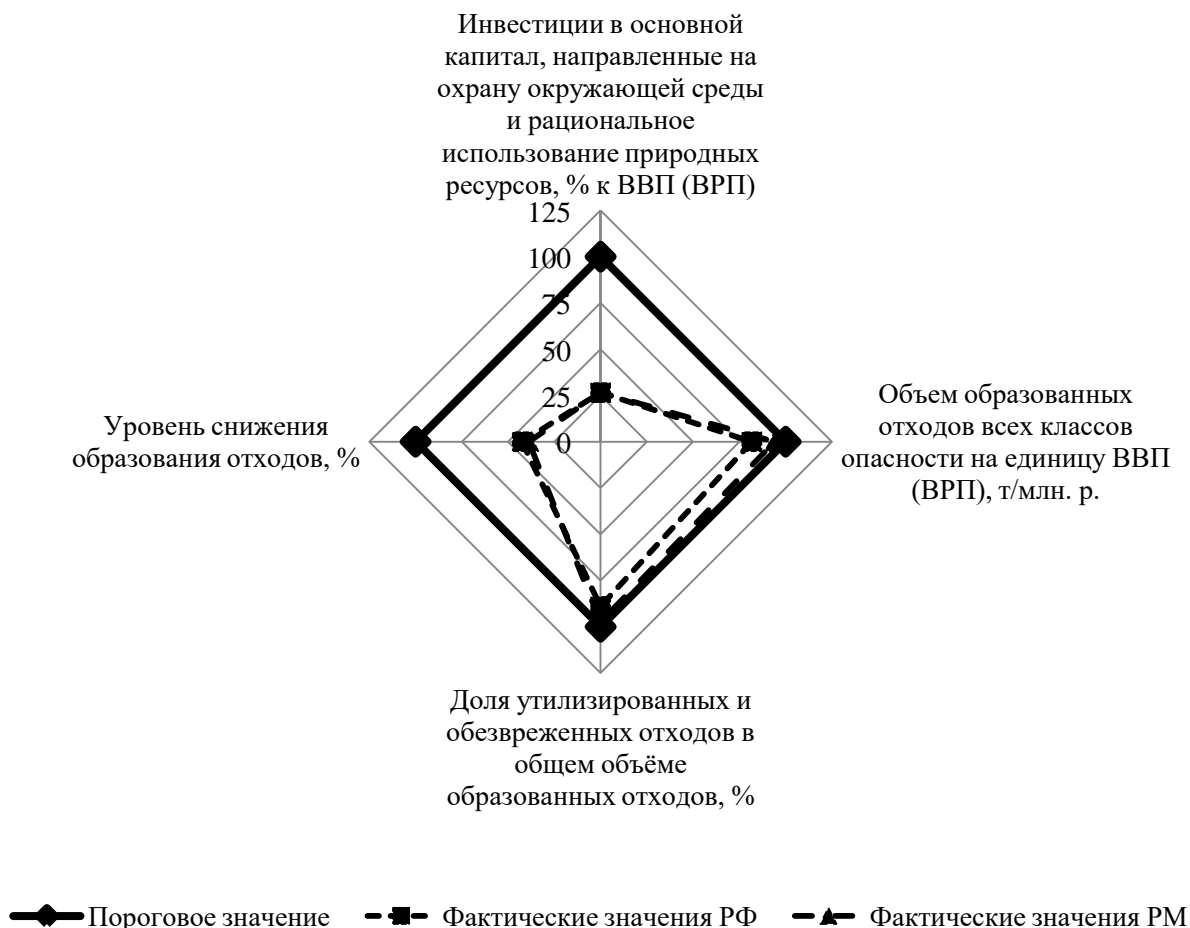 Инвестиции в основной
капитал, направленные на
охрану окружающей среды
и рациональное
использование природных
ресурсов, % к ВВП (ВРП)
125
100
75
50
25
0
Объем образованных
отходов всех классов
опасности на единицу ВВП
(ВРП), т/млн. р.
Уровень снижения
образования отходов, %
Доля утилизированных и
обезвреженных отходов в
общем объёме
образованных отходов, %
Пороговое значение
Фактические значения РФ
Фактические значения РМ